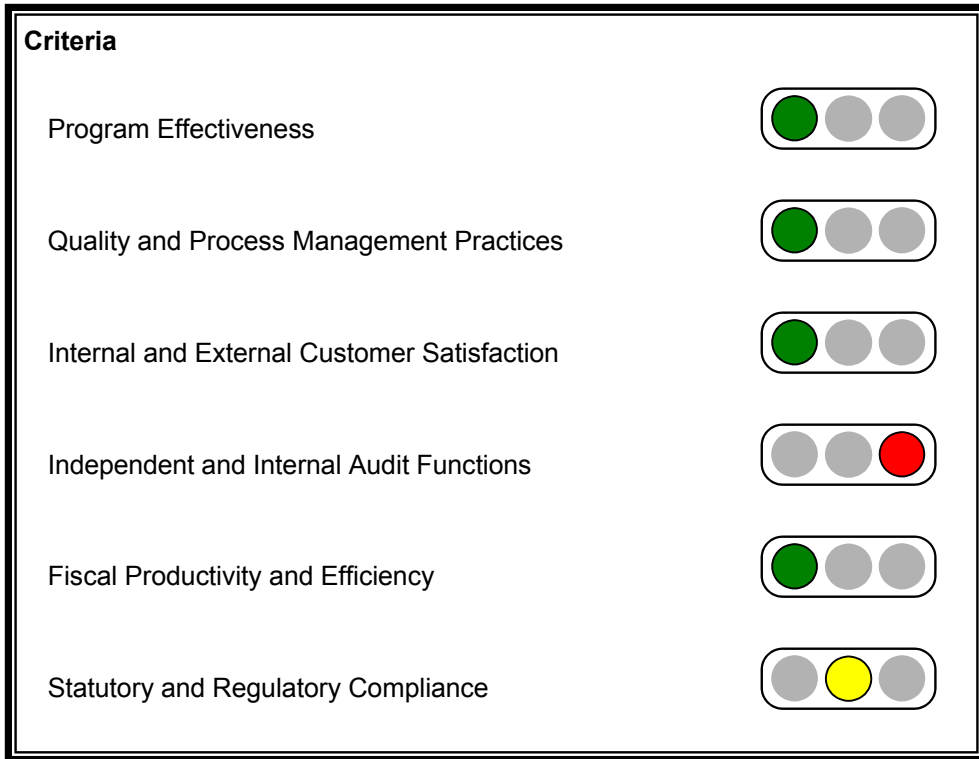 Criteria
Program Effectiveness
Quality and Process Management Practices
Internal and External Customer Satisfaction
Independent and Internal Audit Functions
Fiscal Productivity and Efficiency
Statutory and Regulatory Compliance